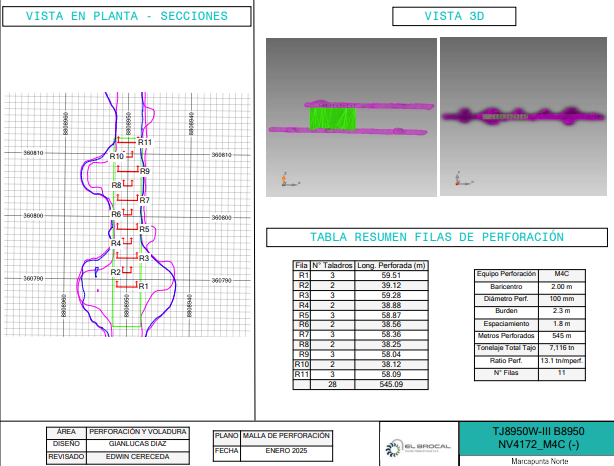 VISTA EN PLANTA - SECCIONES
VISTA 3D
8808960
8808950
8808940
R11
360810
R10
360810
R9
R8
R7
R6
360800
360800
R5
R4
R3
R2
360790
360790
R1
8808960
8808950
8808940
TABLA RESUMEN FILAS DE PERFORACIÓN
Fila N° Taladros Long. Perforada (m)
R1 3 59.51
R2 2 39.12
R3 3 59.28
R4 2 38.88
R5 3 58.87
R6 2 38.56
R7 3 58.36
R8 2 38.25
R9 3 58.04
R10 2 38.12
R11 3 58.09
28 545.09
Equipo Perforación M4C
Baricentro 2.00 m
Diámetro Perf. 100 mm
Burden 2.3 m
Espaciamiento 1.8 m
Metros Perforados 545 m
Tonelaje Total Tajo 7,116 tn
Ratio Perf. 13.1 tn/mperf.
N° Filas 11
ÁREA PERFORACIÓN Y VOLADURA
DISEÑO GIANLUCAS DIAZ
REVISADO EDWIN CERECEDA
PLANO MALLA DE PERFORACIÓN
FECHA ENERO 2025
EL BROCAL
TJ8950W-III B8950
NV4172_M4C (-)
Marcapunta Norte